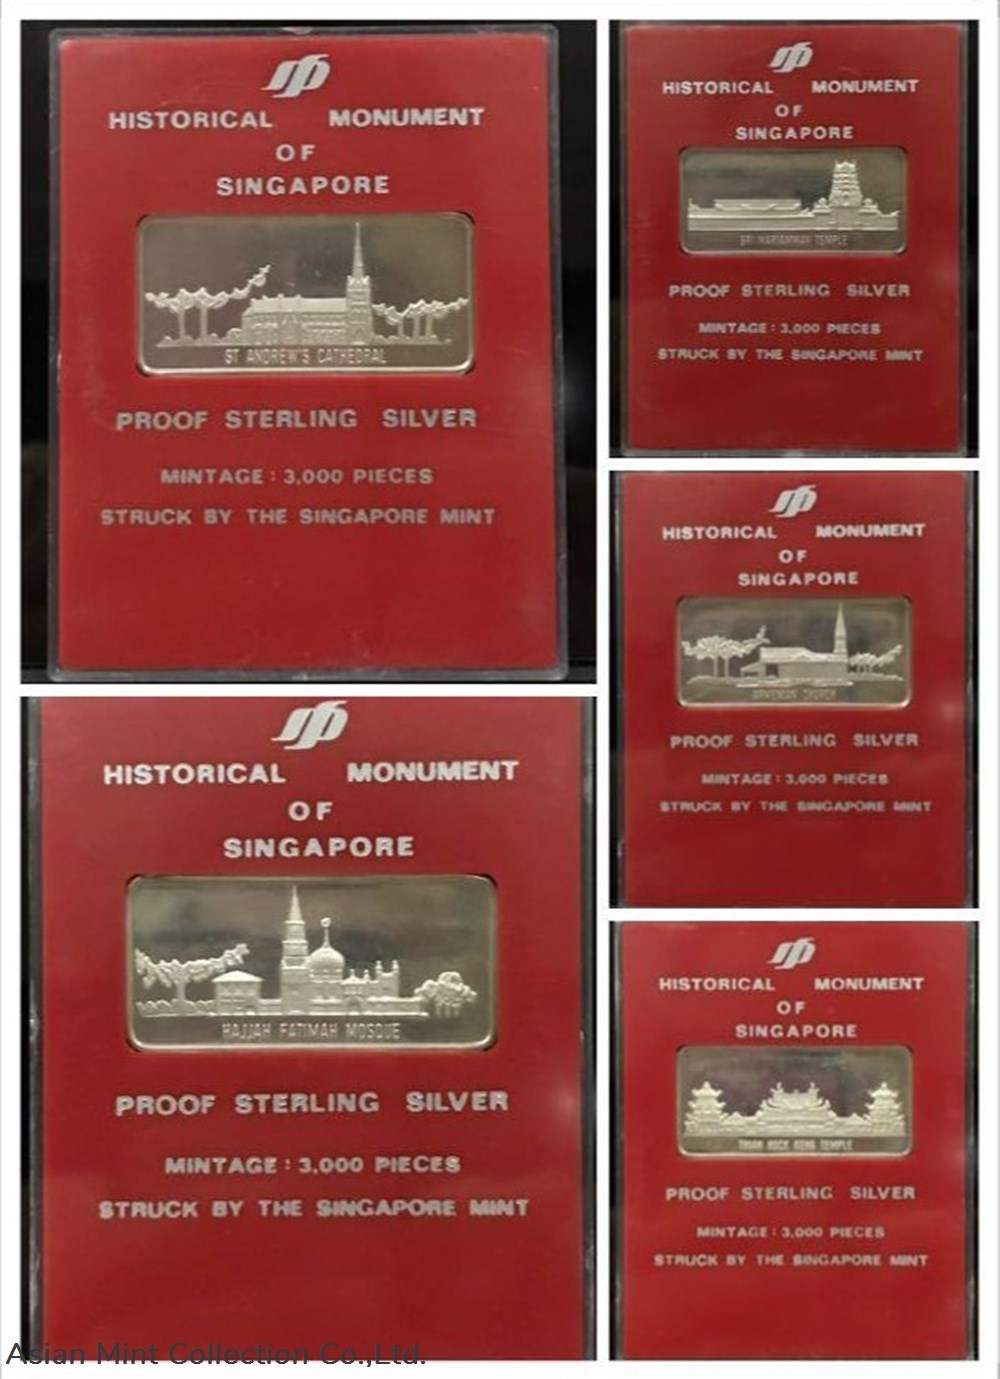 HISTORICAL MONUMENT
OF
SINGAPORE
ST ANDREW'S CATHEDRAL
PROOF STERLING SILVER
MINTAGE : 3,000 PIECES
STRUCK BY THE SINGAPORE MINT
HISTORICAL MONUMENT
OF
SINGAPORE
SRI MARIAMMAN TEMPLE
PROOF STERLING SILVER
MINTAGE : 3,000 PIECES
STRUCK BY THE SINGAPORE MINT
HISTORICAL MONUMENT
OF
SINGAPORE
ARMENIAN CHURCH
PROOF STERLING SILVER
MINTAGE : 3,000 PIECES
STRUCK BY THE SINGAPORE MINT
HISTORICAL MONUMENT
OF
SINGAPORE
HAJJAH FATIMAH MOSQUE
PROOF STERLING SILVER
MINTAGE : 3,000 PIECES
STRUCK BY THE SINGAPORE MINT
HISTORICAL MONUMENT
OF
SINGAPORE
THIAN HOCK KENG TEMPLE
PROOF STERLING SILVER
MINTAGE : 3,000 PIECES
STRUCK BY THE SINGAPORE MINT
Asian Mint Collection Co.,Ltd.